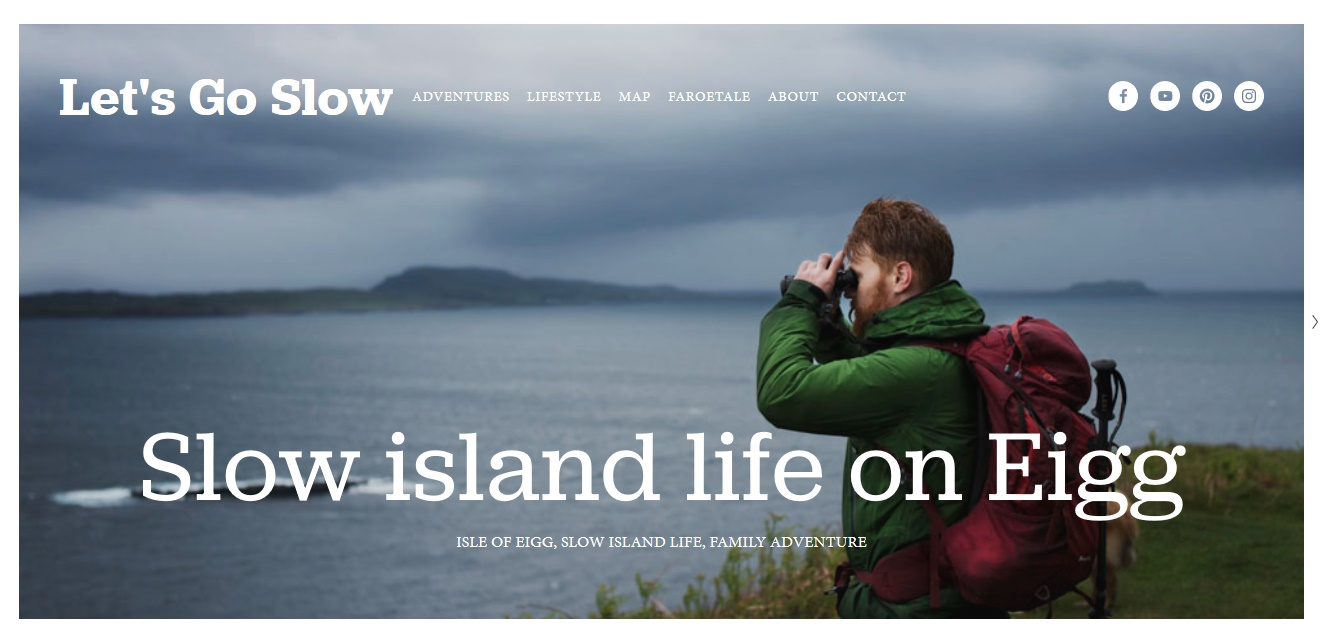 Let's Go Slow
ADVENTURES LIFESTYLE MAP FAROETALE ABOUT CONTACT
Slow island life on Eigg
ISLE OF EIGG, SLOW ISLAND LIFE, FAMILY ADVENTURE